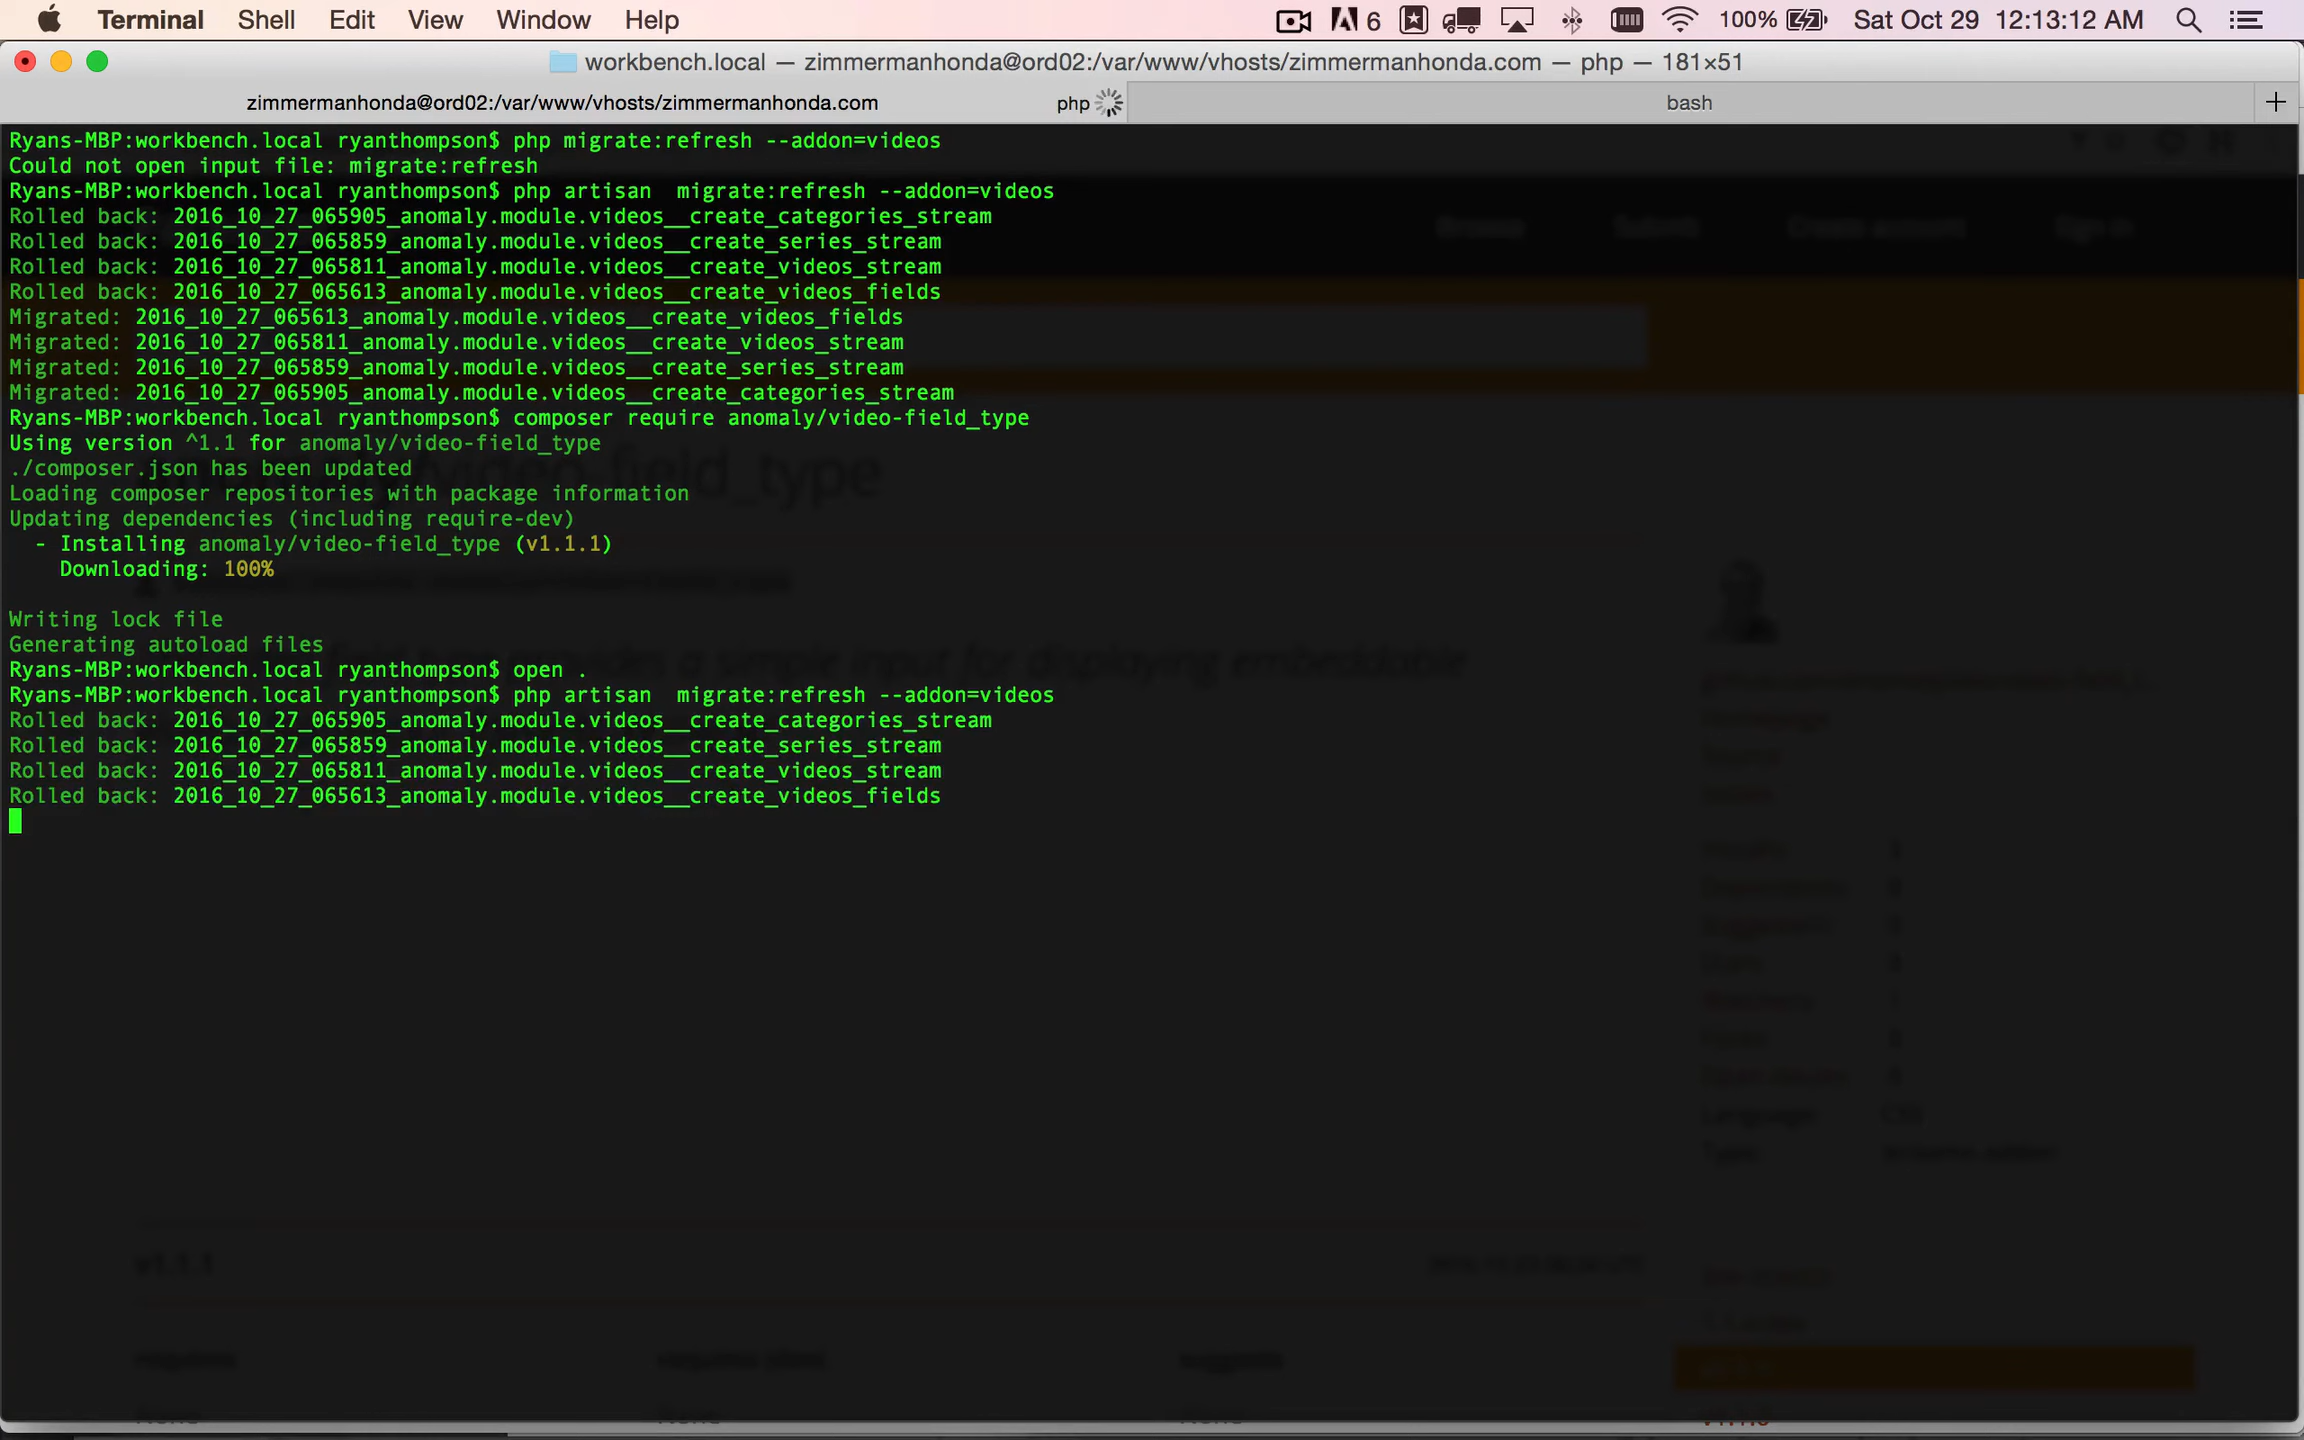 Terminal Shell Edit View Window Help 6 100% Sat Oct 29 12:13:12 AM
workbench.local — zimmermanhonda@ord02:/var/www/vhosts/zimmermanhonda.com — php — 181×51
zimmermanhonda@ord02:/var/www/vhosts/zimmermanhonda.com php bash +
Ryans-MBP:workbench.local ryanthompson$ php migrate:refresh --addon=videos
Could not open input file: migrate:refresh
Ryans-MBP:workbench.local ryanthompson$ php artisan  migrate:refresh --addon=videos
Rolled back: 2016_10_27_065905_anomaly.module.videos__create_categories_stream
Rolled back: 2016_10_27_065859_anomaly.module.videos__create_series_stream
Rolled back: 2016_10_27_065811_anomaly.module.videos__create_videos_stream
Rolled back: 2016_10_27_065613_anomaly.module.videos__create_videos_fields
Migrated: 2016_10_27_065613_anomaly.module.videos__create_videos_fields
Migrated: 2016_10_27_065811_anomaly.module.videos__create_videos_stream
Migrated: 2016_10_27_065859_anomaly.module.videos__create_series_stream
Migrated: 2016_10_27_065905_anomaly.module.videos__create_categories_stream
Ryans-MBP:workbench.local ryanthompson$ composer require anomaly/video-field_type
Using version ^1.1 for anomaly/video-field_type
./composer.json has been updated
Loading composer repositories with package information
Updating dependencies (including require-dev)
- Installing anomaly/video-field_type (v1.1.1)
Downloading: 100%
Writing lock file
Generating autoload files
Ryans-MBP:workbench.local ryanthompson$ open .
Ryans-MBP:workbench.local ryanthompson$ php artisan  migrate:refresh --addon=videos
Rolled back: 2016_10_27_065905_anomaly.module.videos__create_categories_stream
Rolled back: 2016_10_27_065859_anomaly.module.videos__create_series_stream
Rolled back: 2016_10_27_065811_anomaly.module.videos__create_videos_stream
Rolled back: 2016_10_27_065613_anomaly.module.videos__create_videos_fields
Browse Submit Create account Sign in
v1.1.1